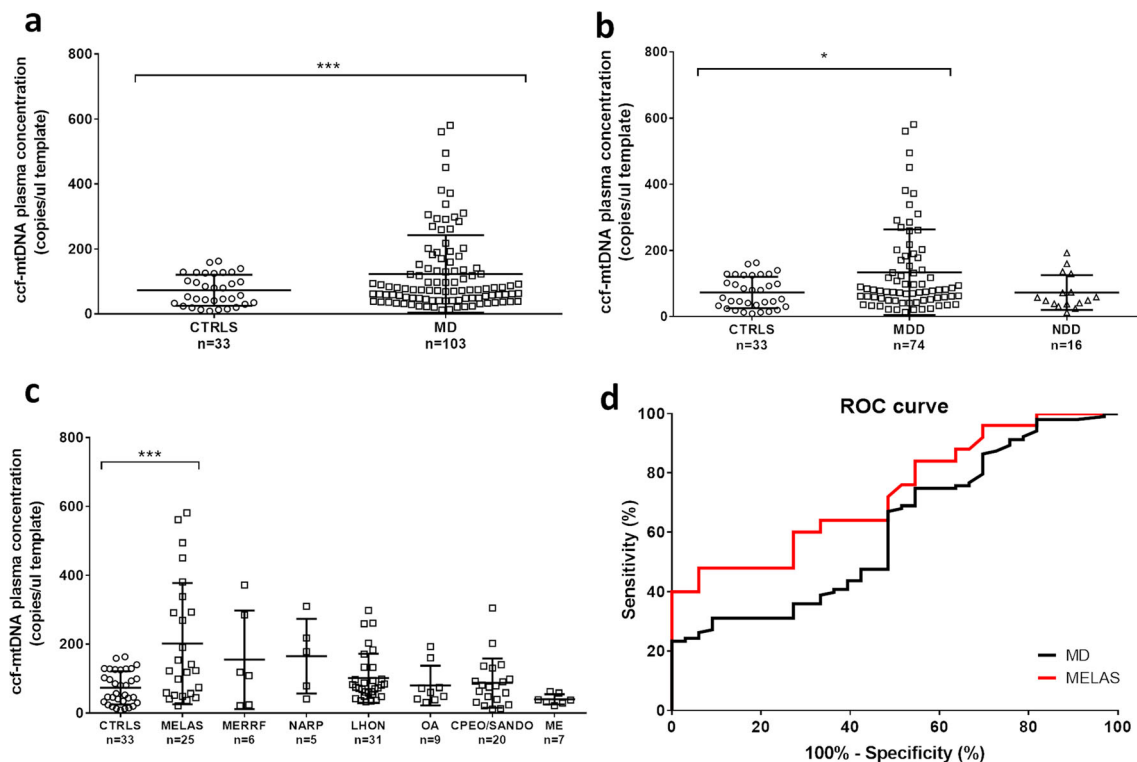 a
ccf-mtDNA plasma concentration
(copies/ul template)
800
600
400
200
0
***
CTRLS
n=33
MD
n=103
b
ccf-mtDNA plasma concentration
(copies/ul template)
800
600
400
200
0
*
CTRLS
n=33
MDD
n=74
NDD
n=16
c
ccf-mtDNA plasma concentration
(copies/ul template)
800
600
400
200
0
***
CTRLS
n=33
MELAS
n=25
MERRF
n=6
NARP
n=5
LHON
n=31
OA
n=9
CPEO/SANDO
n=20
ME
n=7
d
ROC curve
Sensitivity (%)
100
80
60
40
20
0
MD
MELAS
20
40
60
80
100
100% - Specificity (%)